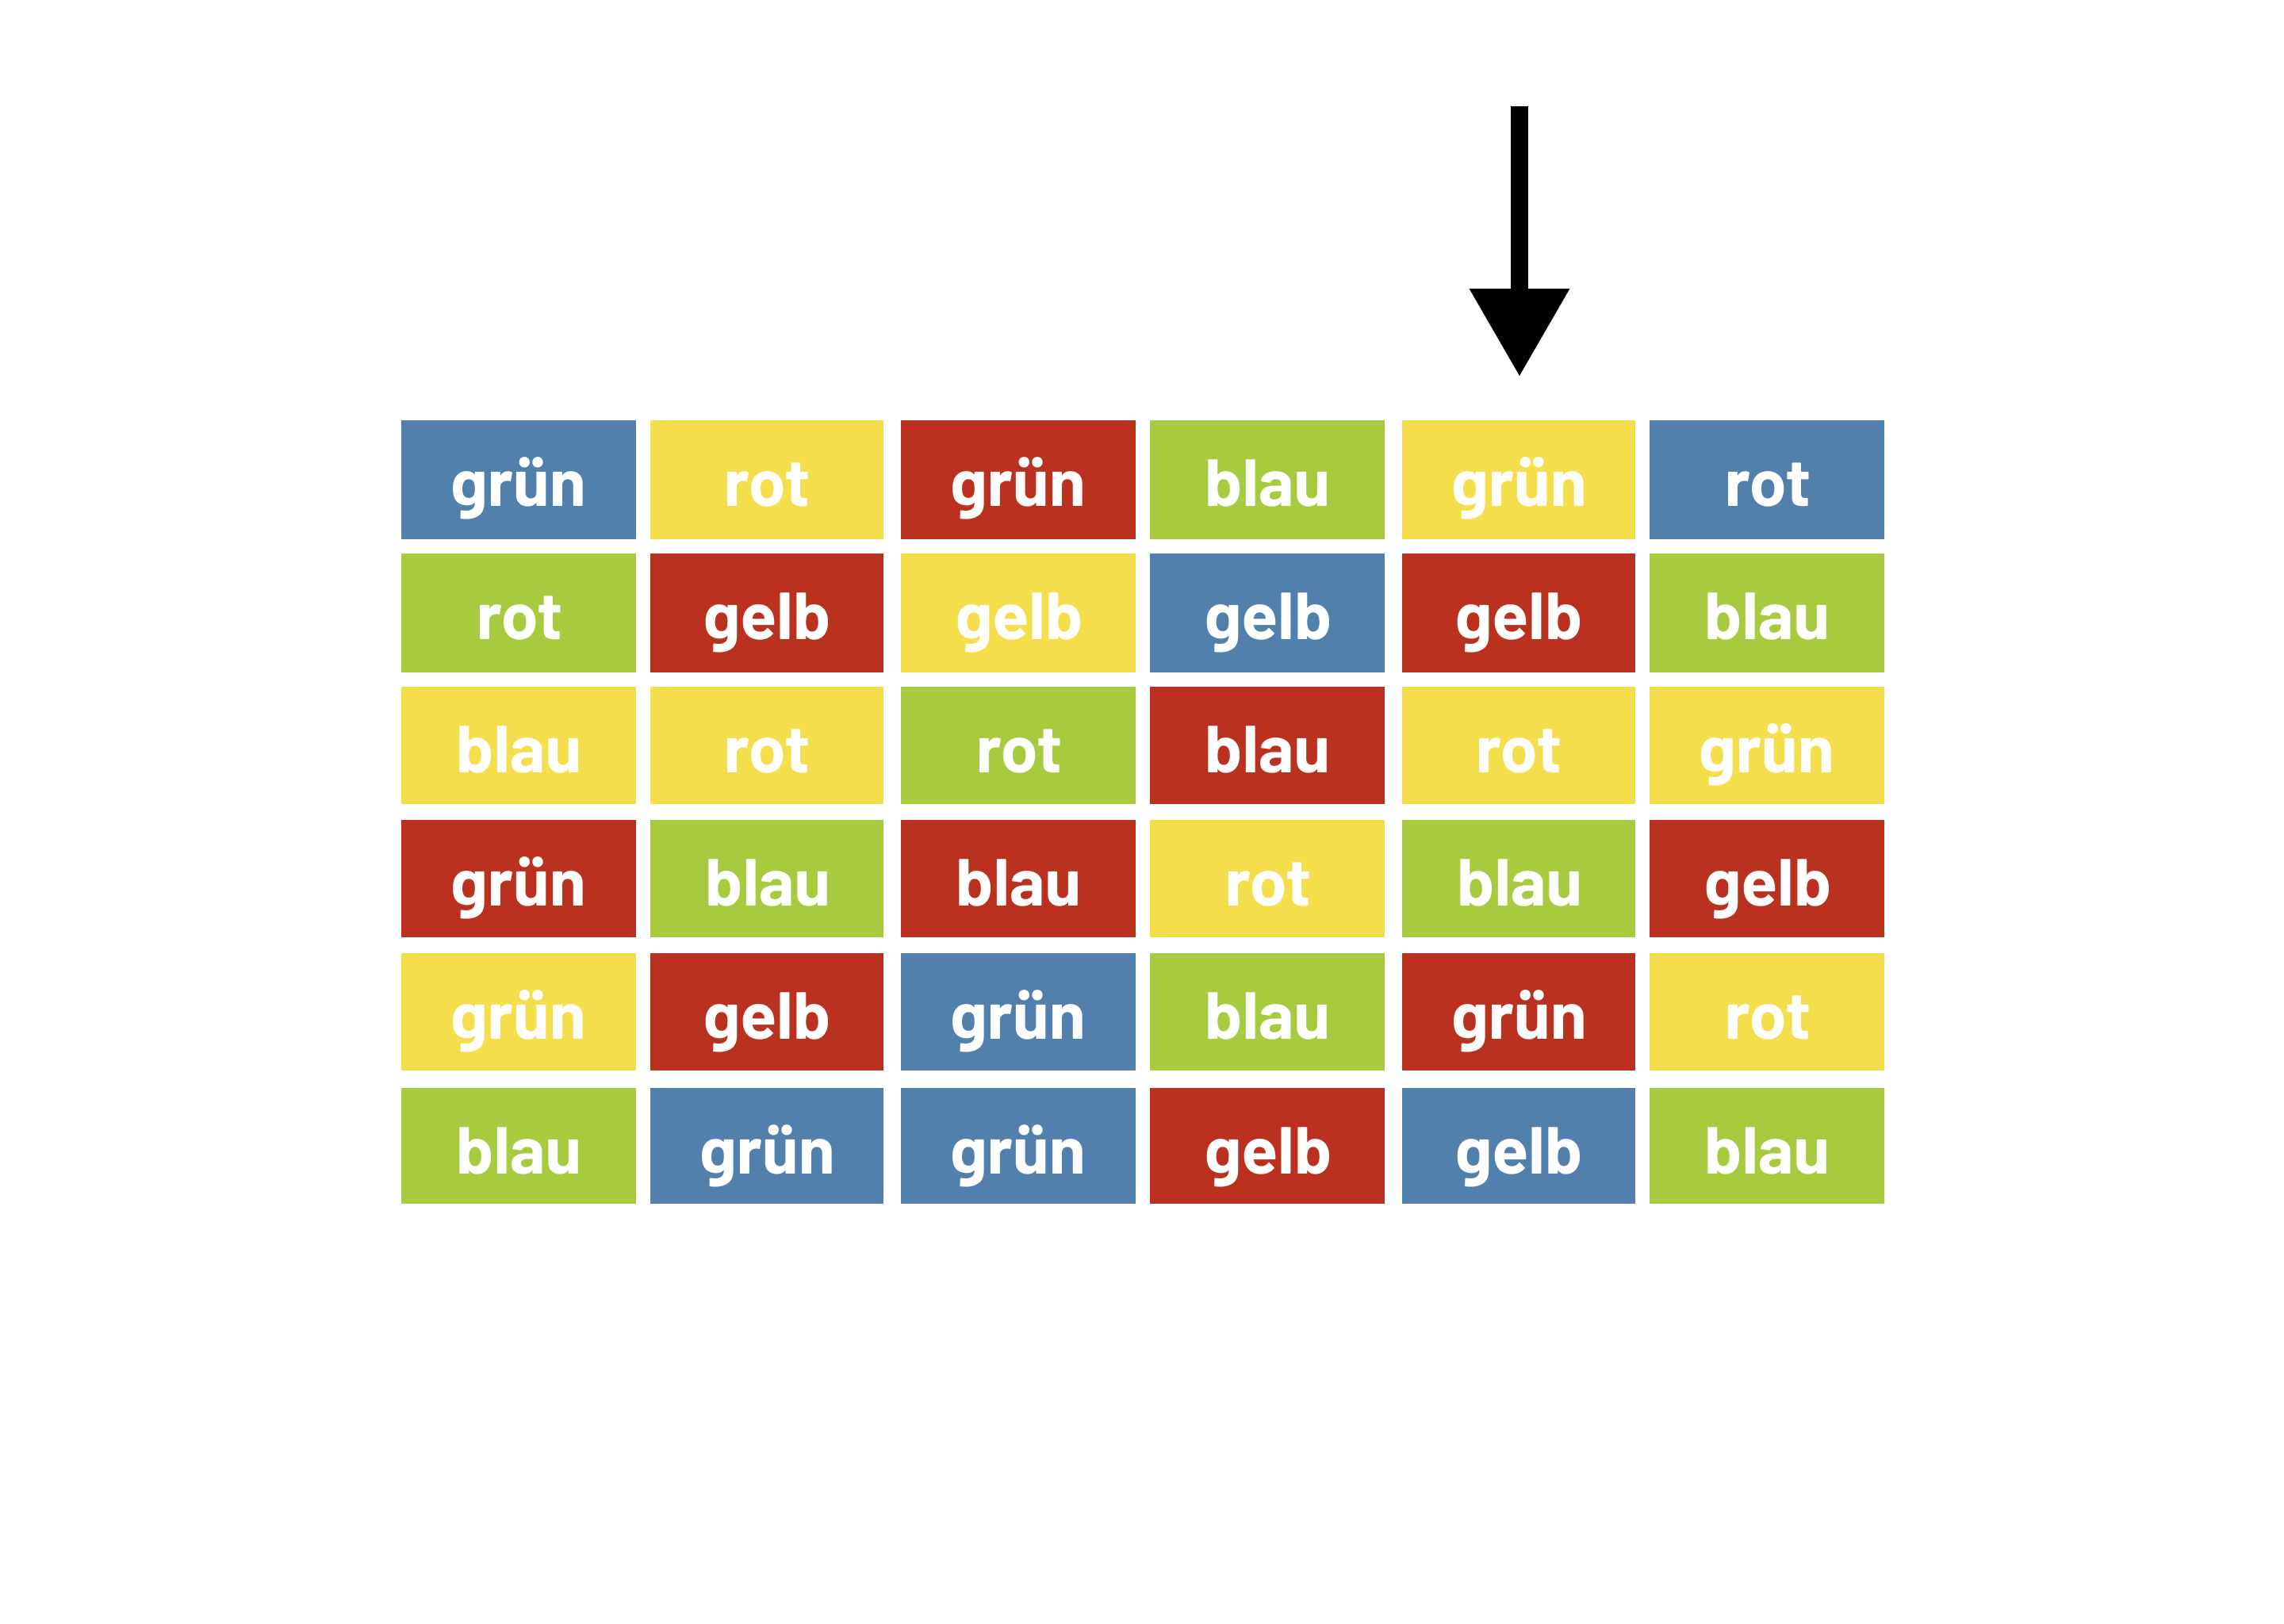 grün rot grün blau grün rot
rot gelb gelb gelb gelb blau
blau rot rot blau rot grün
grün blau blau rot blau gelb
grün gelb grün blau grün rot
blau grün grün gelb gelb blau